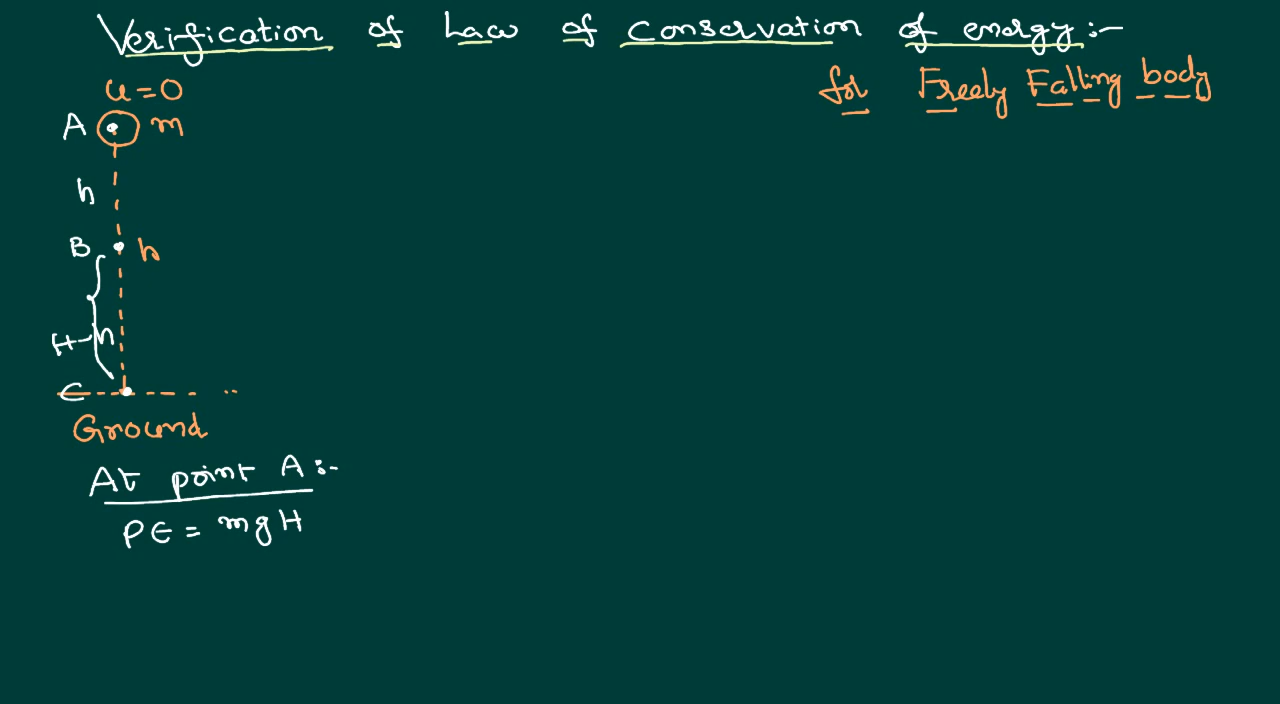 Verification of Law of Conservation of energy:-
for Freely Falling body
u=0
A m
h
B h
H-h
C
Ground
At point A:-
PE = mgH